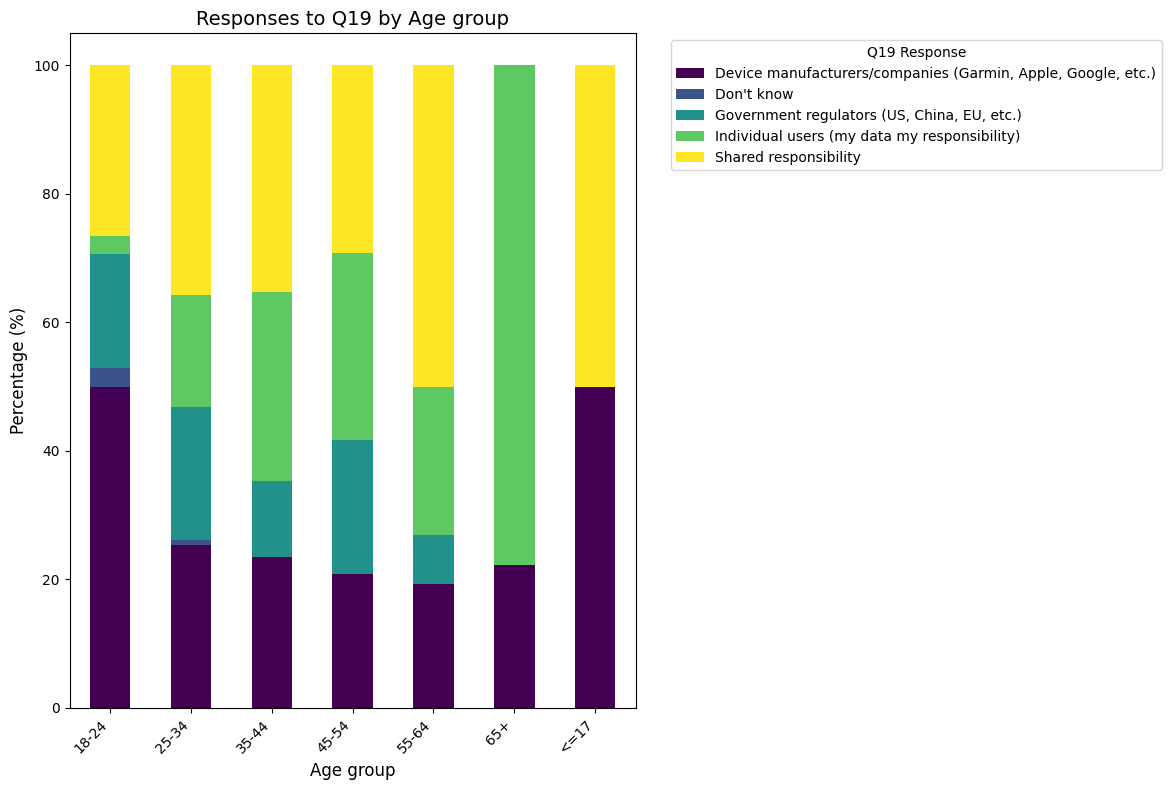 Responses to Q19 by Age group
Percentage (%)
100
80
60
40
20
0
18-24
25-34
35-44
45-54
55-64
65+
<=17
Age group
Q19 Response
Device manufacturers/companies (Garmin, Apple, Google, etc.)
Don't know
Government regulators (US, China, EU, etc.)
Individual users (my data my responsibility)
Shared responsibility